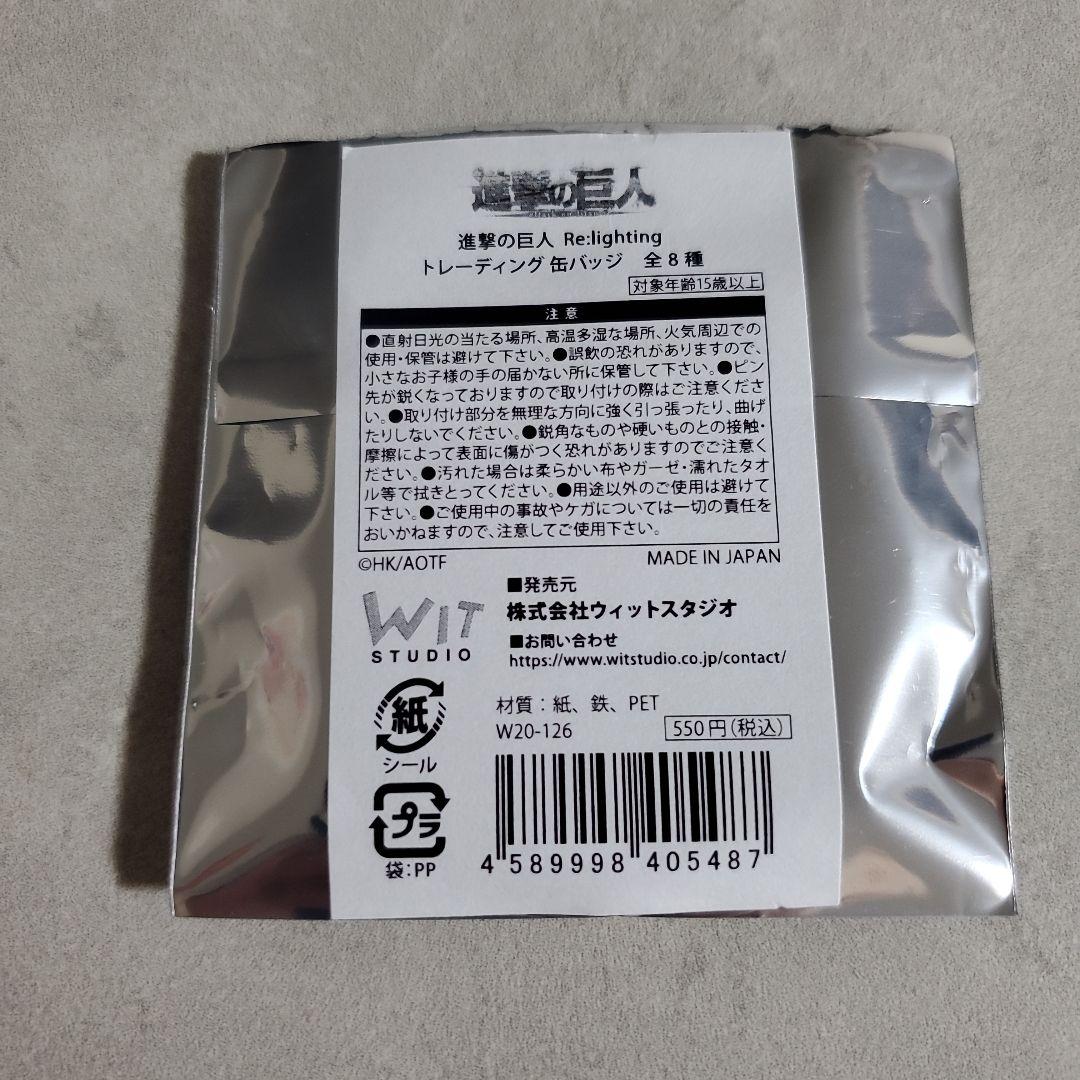 進撃の巨人
attack on titan
進撃の巨人 Re:lighting
トレーディング缶バッジ 全8種
対象年齢15歳以上
注意
●直射日光の当たる場所、高温多湿な場所、火気周辺での
使用・保管は避けて下さい。●誤飲の恐れがありますので、
小さなお子様の手の届かない所に保管して下さい。●ピン
先が鋭くなっておりますので取り付けの際はご注意くださ
い。●取り付け部分を無理な方向に強く引っ張ったり、曲げ
たりしないでください。●鋭角なものや硬いものとの接触・
摩擦によって表面に傷がつく恐れがありますのでご注意く
ださい。●汚れた場合は柔らかい布やガーゼ・濡れたタオ
ル等で拭きとってください。●用途以外のご使用は避けて
下さい。●ご使用中の事故やケガについては一切の責任を
おいかねますので、注意してご使用下さい。
©HK/AOTF MADE IN JAPAN
WIT
STUDIO
■発売元
株式会社ウィットスタジオ
■お問い合わせ
https://www.witstudio.co.jp/contact/
紙
シール
材質：紙、鉄、PET
W20-126 550円(税込)
プラ
袋：PP
4 589998 405487